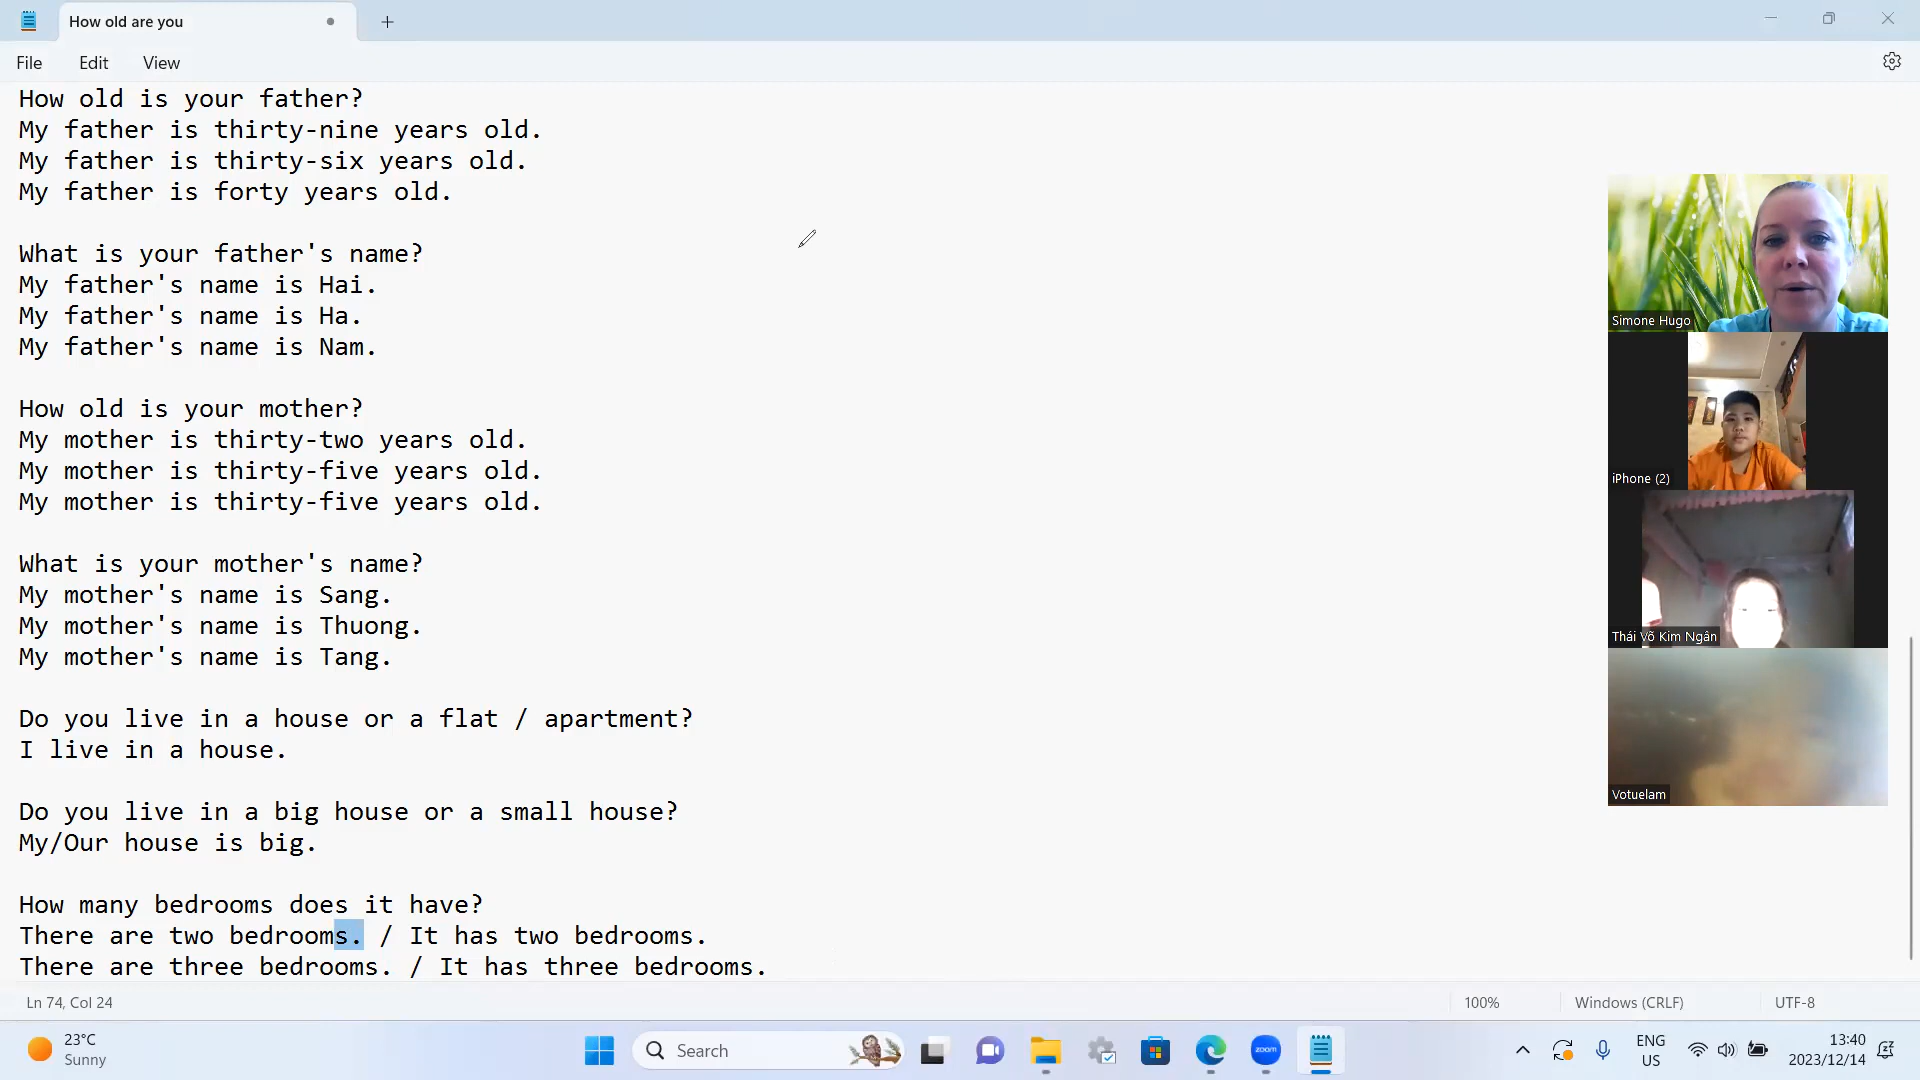 How old are you
File Edit View
How old is your father?
My father is thirty-nine years old.
My father is thirty-six years old.
My father is forty years old.
What is your father's name?
My father's name is Hai.
My father's name is Ha.
My father's name is Nam.
How old is your mother?
My mother is thirty-two years old.
My mother is thirty-five years old.
My mother is thirty-five years old.
What is your mother's name?
My mother's name is Sang.
My mother's name is Thuong.
My mother's name is Tang.
Do you live in a house or a flat / apartment?
I live in a house.
Do you live in a big house or a small house?
My/Our house is big.
How many bedrooms does it have?
There are two bedrooms. / It has two bedrooms.
There are three bedrooms. / It has three bedrooms.
Simone Hugo
iPhone (2)
Thái Võ Kim Ngân
Votuelam
Ln 74, Col 24
100%
Windows (CRLF)
UTF-8
23°C
Sunny
Search
zoom
ENG
US
13:40
2023/12/14